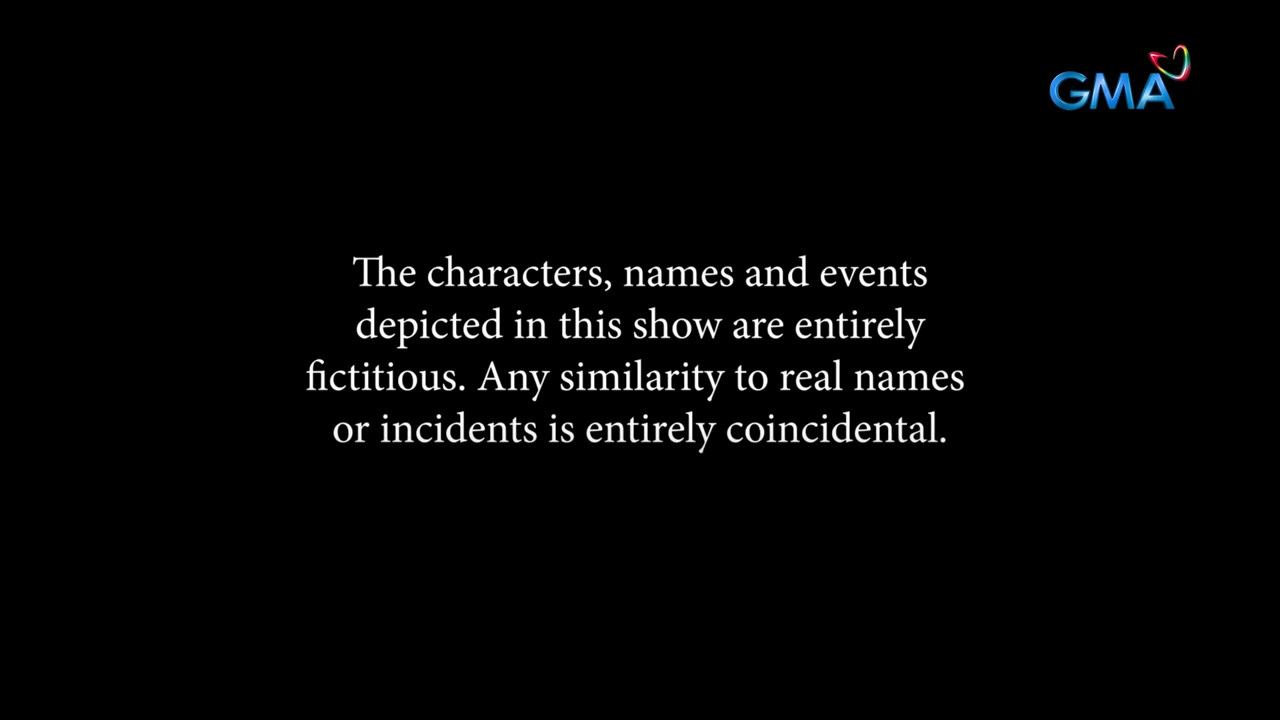 GMA
The characters, names and events
depicted in this show are entirely
fictitious. Any similarity to real names
or incidents is entirely coincidental.